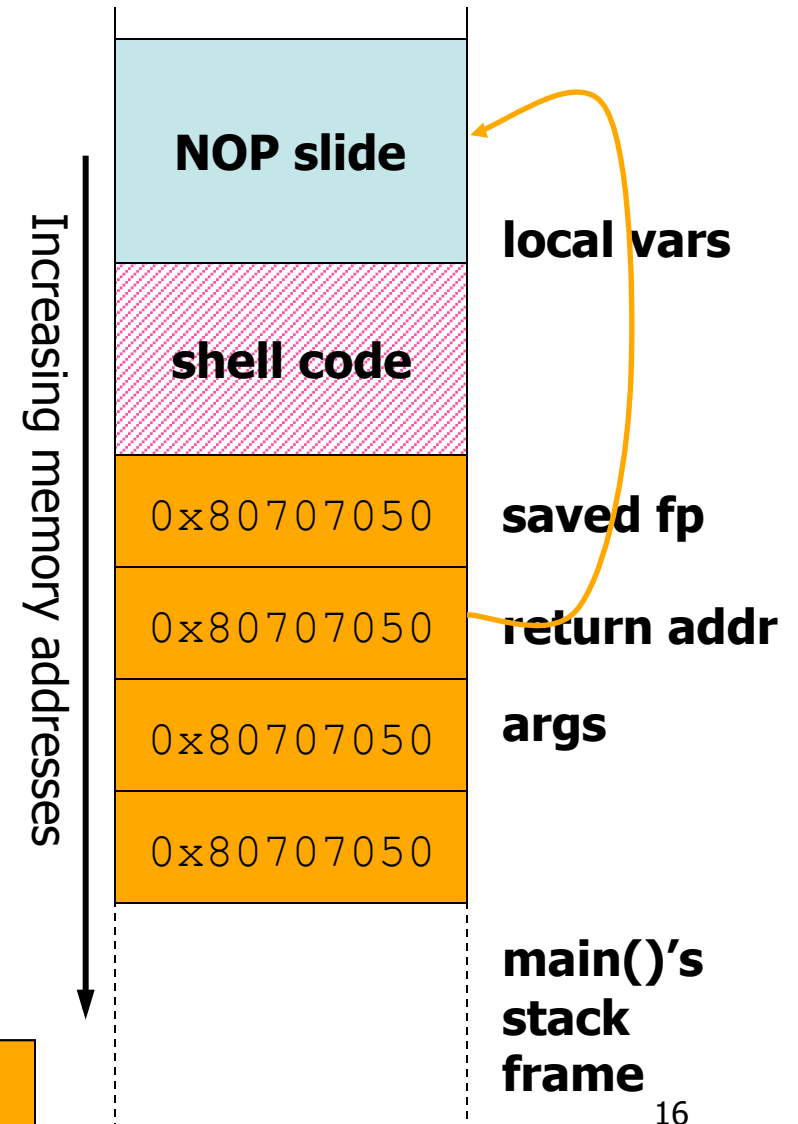 NOP slide
local vars
Increasing memory addresses
shell code
0x80707050
saved fp
0x80707050
return addr
0x80707050
args
0x80707050
main()’s
stack
frame
16